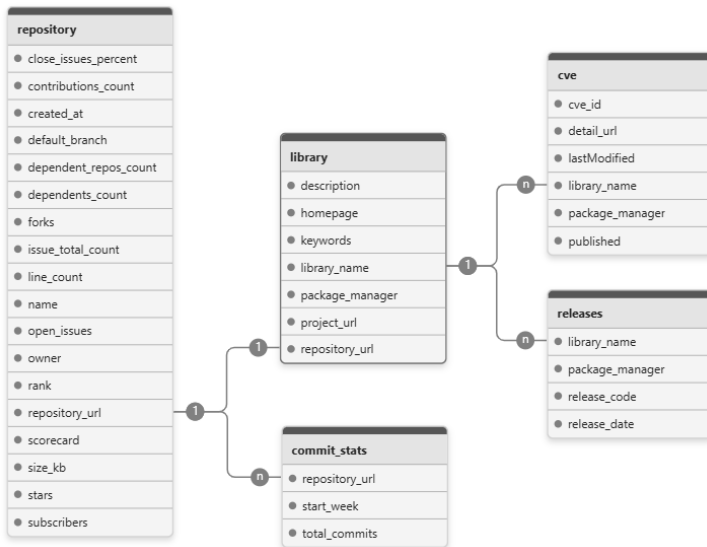 repository
close_issues_percent
contributions_count
created_at
default_branch
dependent_repos_count
dependents_count
forks
issue_total_count
line_count
name
open_issues
owner
rank
repository_url
scorecard
size_kb
stars
subscribers
1
1
n
library
description
homepage
keywords
library_name
package_manager
project_url
repository_url
commit_stats
repository_url
start_week
total_commits
1
n
n
cve
cve_id
detail_url
lastModified
library_name
package_manager
published
releases
library_name
package_manager
release_code
release_date